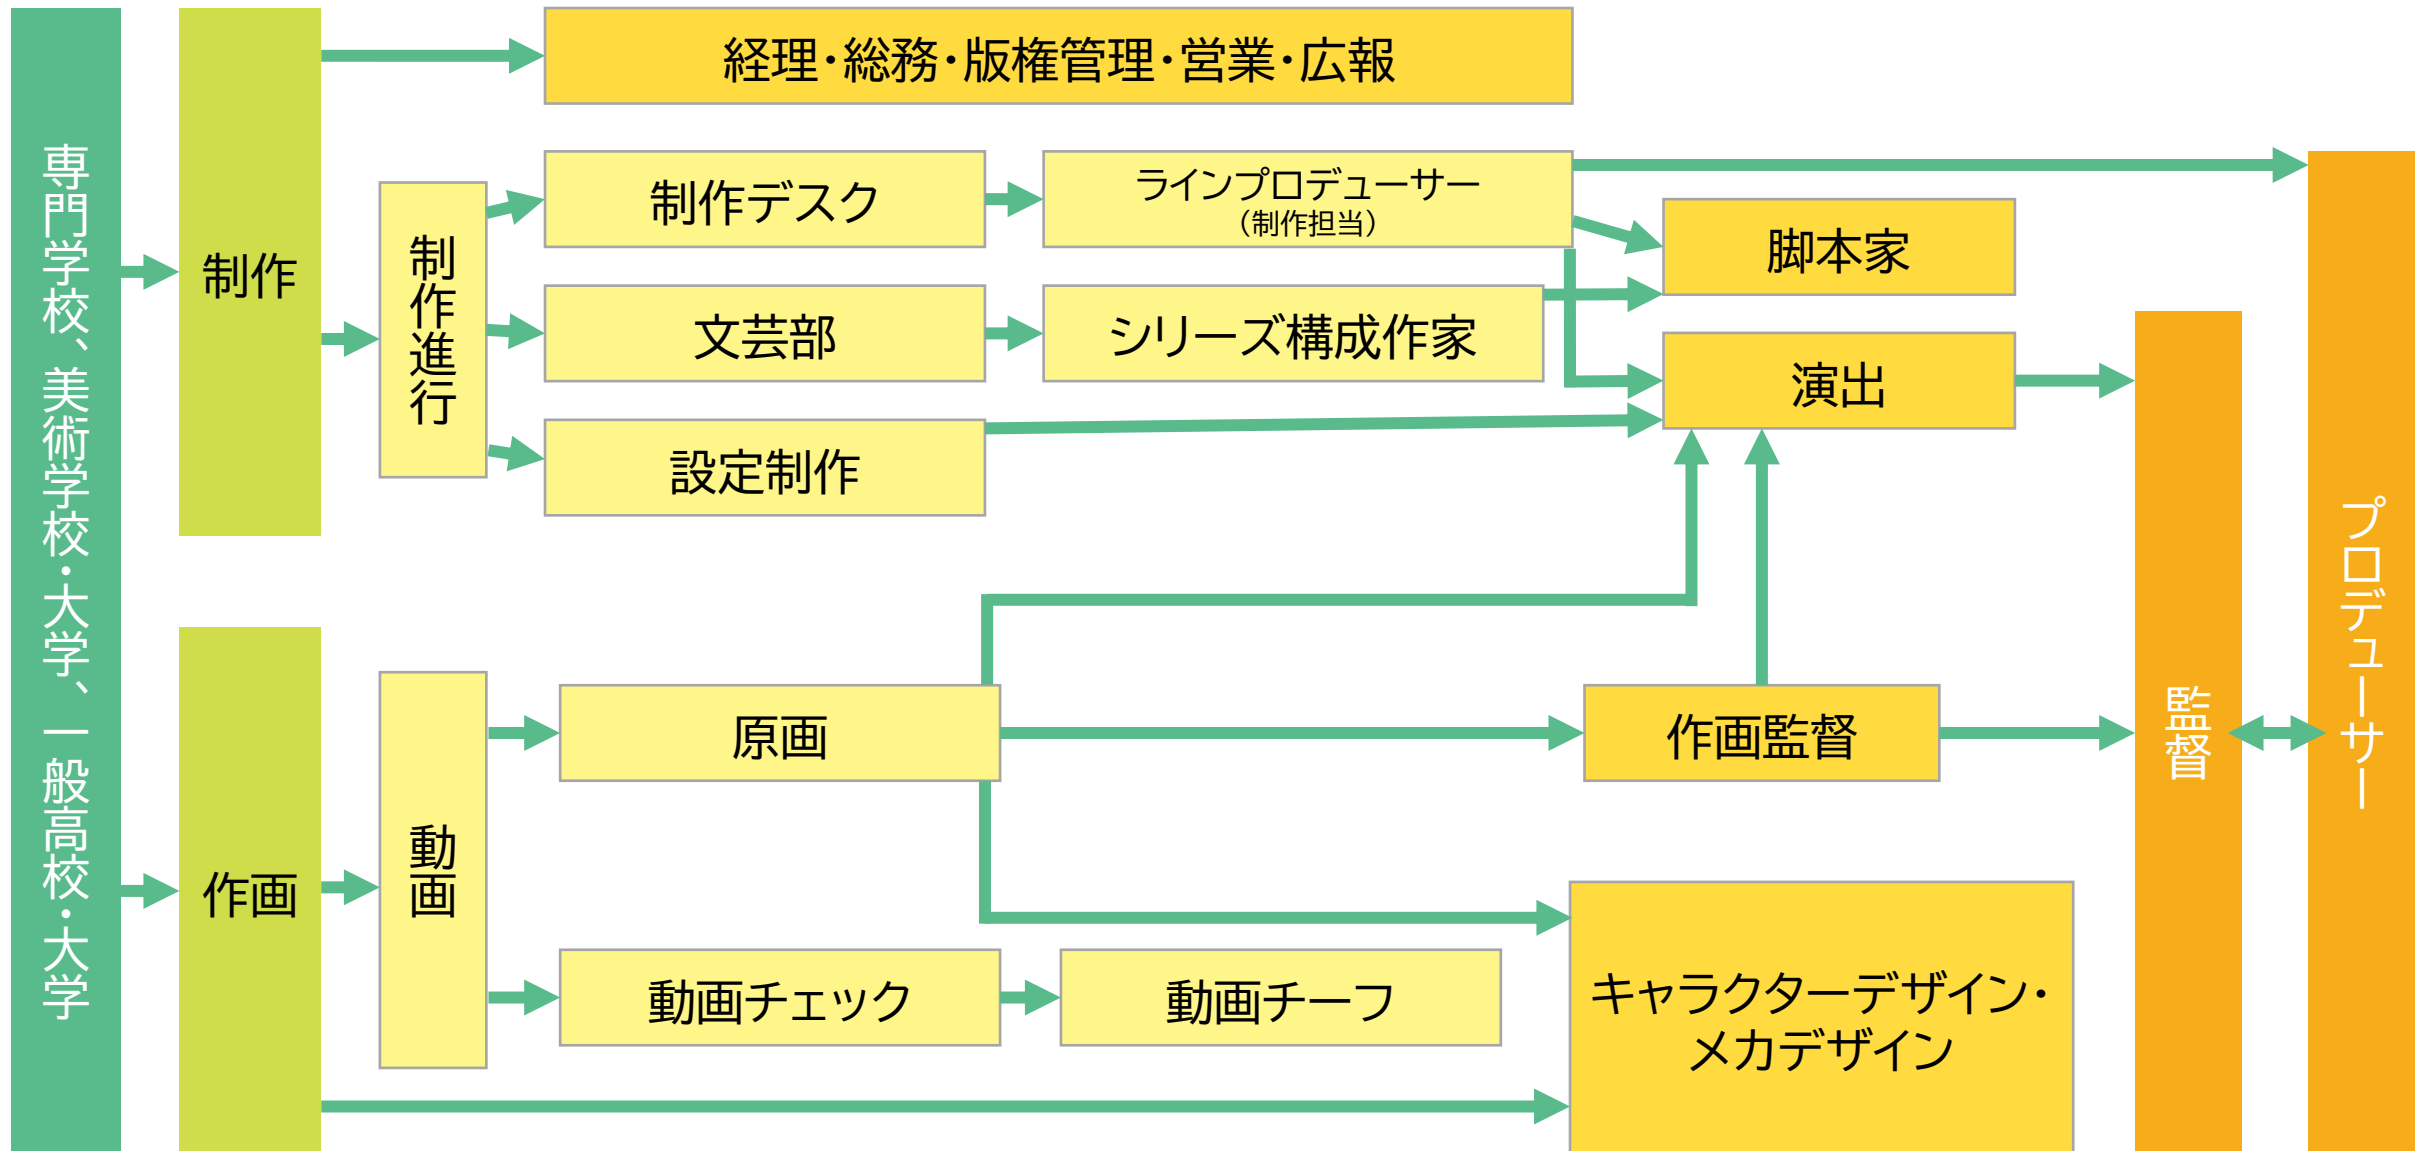 専門学校、美術学校・大学、一般高校・大学
制作
経理・総務・版権管理・営業・広報
制作進行
制作デスク
ラインプロデューサー
（制作担当）
文芸部
シリーズ構成作家
設定制作
脚本家
演出
作画
動画
原画
作画監督
動画チェック
動画チーフ
キャラクターデザイン・
メカデザイン
監督
プロデューサー